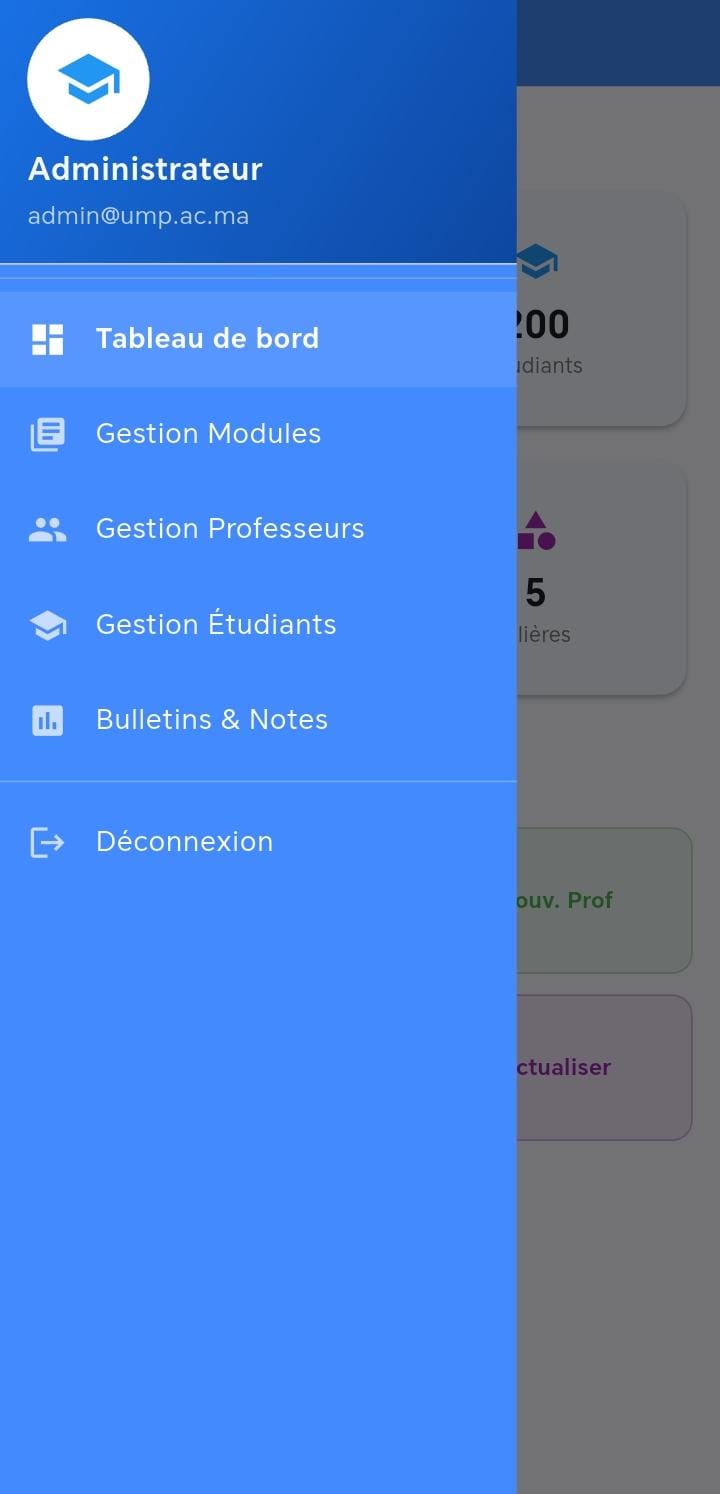 Administrateur
admin@ump.ac.ma
Tableau de bord
Gestion Modules
Gestion Professeurs
Gestion Étudiants
Bulletins & Notes
Déconnexion
200
udiants
5
lières
ouv. Prof
ctualiser